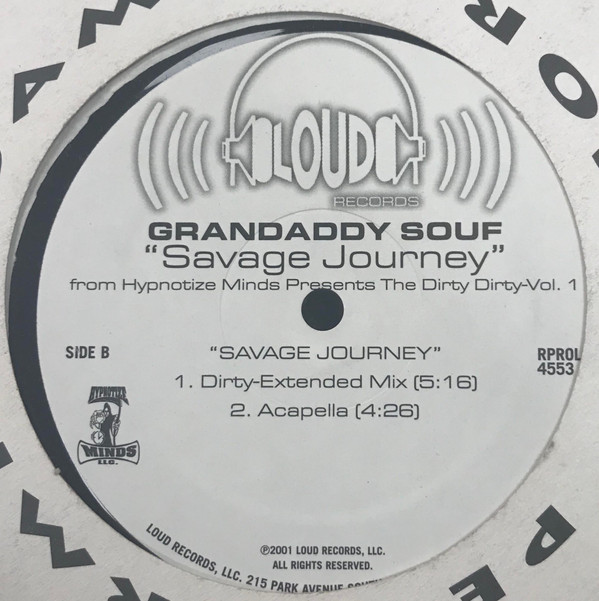 LOUD
RECORDS
GRANDADDY SOUF
"Savage Journey"
from Hypnotize Minds Presents The Dirty Dirty-Vol. 1
SIDE B
"SAVAGE JOURNEY"
1. Dirty-Extended Mix (5:16)
2. Acapella (4:26)
RPROL
4553
HYPNOTIZE
MINDS
LLC.
℗2001 LOUD RECORDS, LLC.
ALL RIGHTS RESERVED.
LOUD RECORDS, LLC. 215 PARK AVENUE